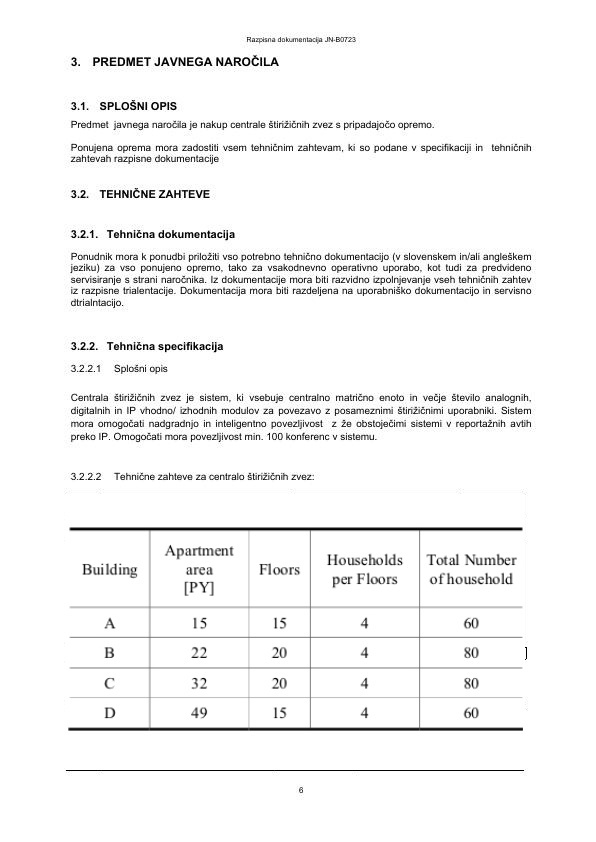 Razpisna dokumentacija JN-B0723
3. PREDMET JAVNEGA NAROČILA
3.1. SPLOŠNI OPIS
Predmet javnega naročila je nakup centrale štirižičnih zvez s pripadajočo opremo.
Ponujena oprema mora zadostiti vsem tehničnim zahtevam, ki so podane v specifikaciji in tehničnih
zahtevah razpisne dokumentacije
3.2. TEHNIČNE ZAHTEVE
3.2.1. Tehnična dokumentacija
Ponudnik mora k ponudbi priložiti vso potrebno tehnično dokumentacijo (v slovenskem in/ali angleškem
jeziku) za vso ponujeno opremo, tako za vsakodnevno operativno uporabo, kot tudi za predvideno
servisiranje s strani naročnika. Iz dokumentacije mora biti razvidno izpolnjevanje vseh tehničnih zahtev
iz razpisne trialentacije. Dokumentacija mora biti razdeljena na uporabniško dokumentacijo in servisno
dtrialntacijo.
3.2.2. Tehnična specifikacija
3.2.2.1 Splošni opis
Centrala štirižičnih zvez je sistem, ki vsebuje centralno matrično enoto in večje število analognih,
digitalnih in IP vhodno/ izhodnih modulov za povezavo z posameznimi štirižičnimi uporabniki. Sistem
mora omogočati nadgradnjo in inteligentno povezljivost z že obstoječimi sistemi v reportažnih avtih
preko IP. Omogočati mora povezljivost min. 100 konferenc v sistemu.
3.2.2.2 Tehnične zahteve za centralo štirižičnih zvez:
Building Apartment area [PY] Floors Households per Floors Total Number of household
A 15 15 4 60
B 22 20 4 80
C 32 20 4 80
D 49 15 4 60
6